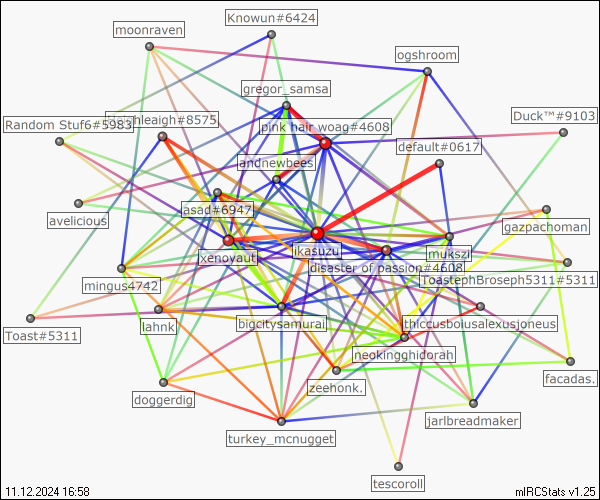 Knowun#6424
moonraven
ogshroom
gregor_samsa
Duck™#9103
Random Stuf6#5983
leighleigh#8575
pink hair woag#4608
default#0617
andnewbees
asad#6947
avelicious
gazpachoman
xenoyaut
ikasuzu
mukszi
disaster of passion#4608
ToastephBroseph5311#5311
mingus4742
Toast#5311
lahnk
bigcitysamurai
thiccusbolusalexusjoneus
neokingghidorah
zeehonk.
facadas.
doggerdig
jarlbreadmaker
turkey_mcnugget
tescoroll
11.12.2024 16:58
mIRCStats v1.25